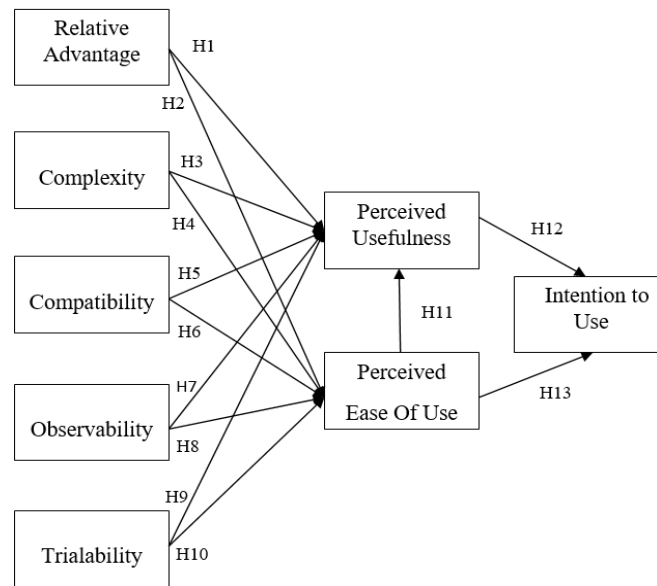 Relative
Advantage
H1
H2
Complexity
H3
H4
Perceived
Usefulness
H12
Compatibility
H5
H6
H11
Intention to
Use
Perceived
Ease Of Use
H13
Observability
H7
H8
H9
Trialability
H10